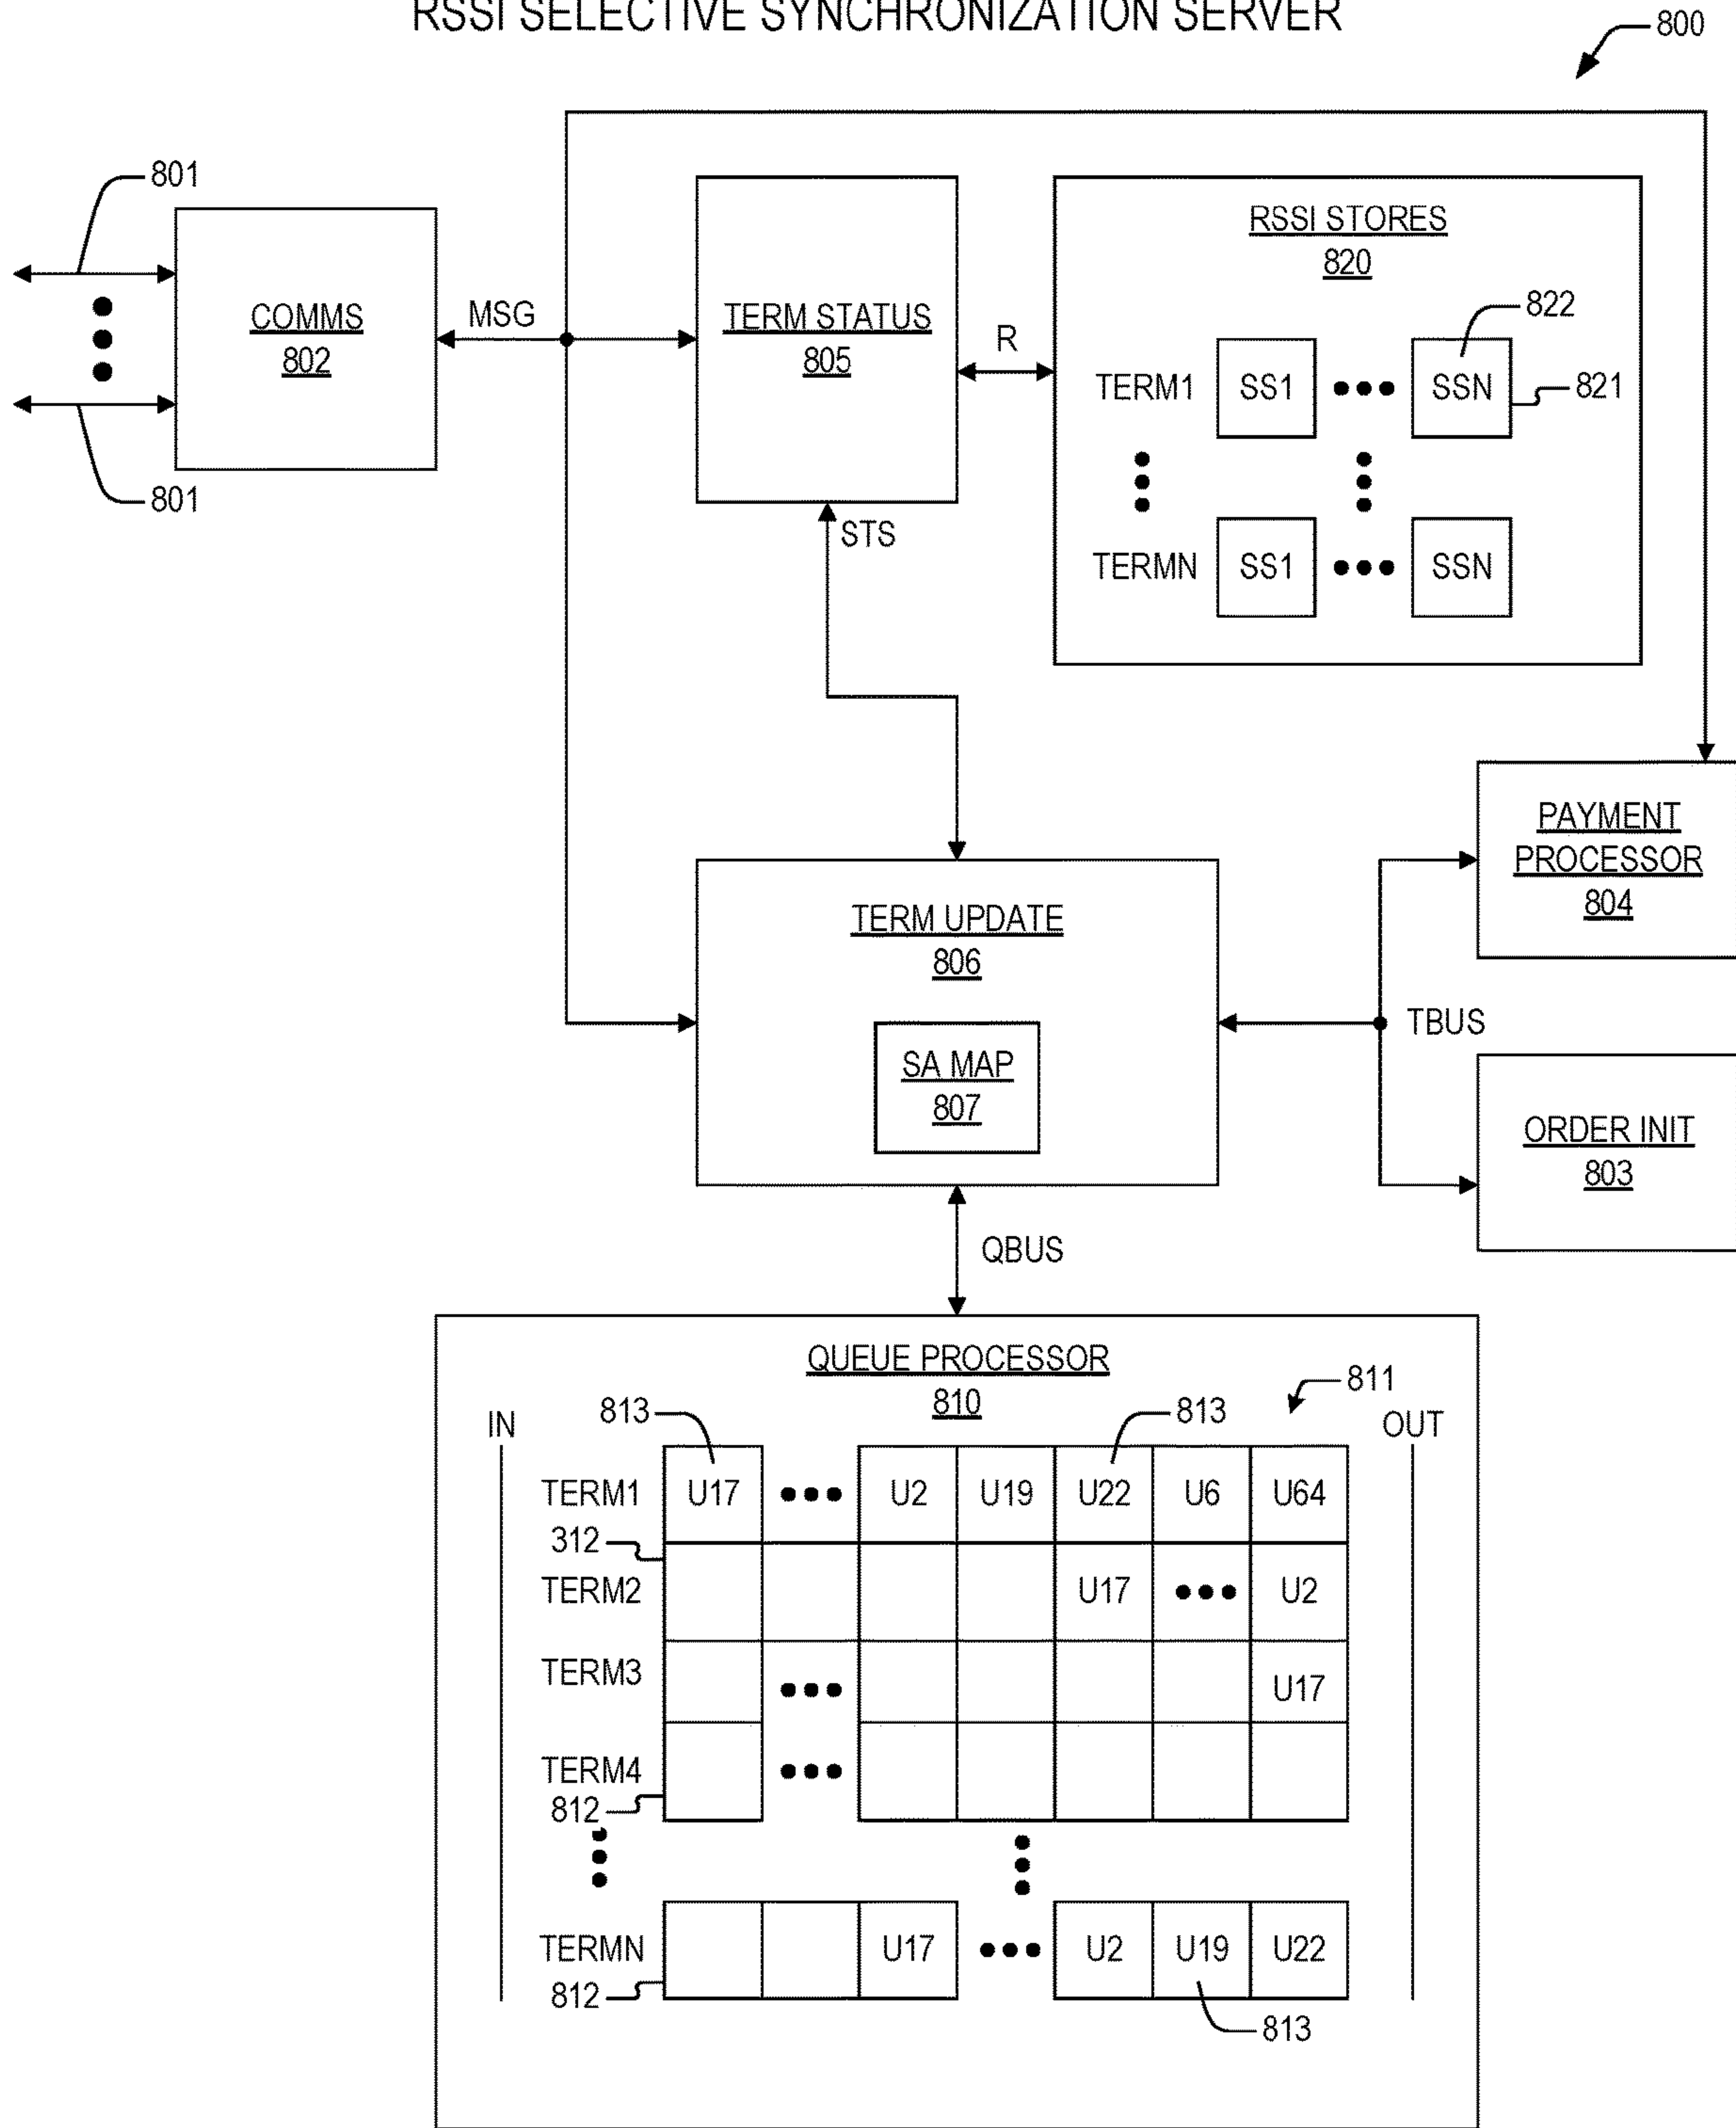 RSSI SELECTIVE SYNCHRONIZATION SERVER
800
801
COMMS
802
MSG
801
TERM STATUS
805
R
RSSI STORES
820
822
TERM1 SS1 ••• SSN
821
TERMN SS1 ••• SSN
STS
PAYMENT
PROCESSOR
804
TERM UPDATE
806
SA MAP
807
TBUS
ORDER INIT
803
QBUS
QUEUE PROCESSOR
810
811
IN
813
813
OUT
TERM1 U17 ••• U2 U19 U22 U6 U64
312
TERM2 U17 ••• U2
TERM3 ••• U17
TERM4 •••
812
TERMN U17 ••• U2 U19 U22
812
813